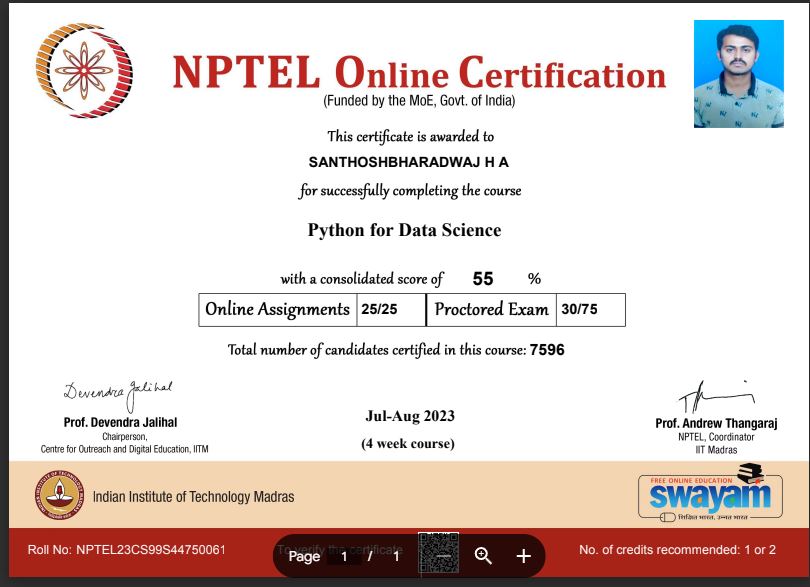 NPTEL Online Certification
(Funded by the MoE, Govt. of India)
This certificate is awarded to
SANTHOSHBHARADWAJ H A
for successfully completing the course
Python for Data Science
with a consolidated score of 55 %
Online Assignments 25/25 Proctored Exam 30/75
Total number of candidates certified in this course: 7596
Devendra Jalihal
Prof. Devendra Jalihal
Chairperson,
Centre for Outreach and Digital Education, IITM
Jul-Aug 2023
(4 week course)
Prof. Andrew Thangaraj
NPTEL, Coordinator
IIT Madras
Indian Institute of Technology Madras
FREE ONLINE EDUCATION
swayam
शिक्षित भारत, उन्नत भारत
Roll No: NPTEL23CS99S44750061
To verify the certificate
No. of credits recommended: 1 or 2
Page 1 / 1